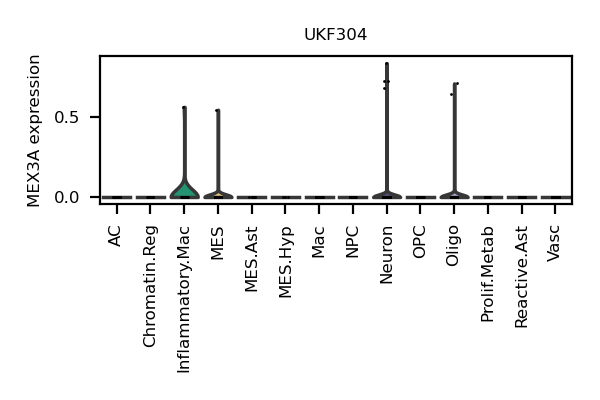 UKF304
MEX3A expression
0.5
0.0
AC
Chromatin.Reg
Inflammatory.Mac
MES
MES.Ast
MES.Hyp
Mac
NPC
Neuron
OPC
Oligo
Prolif.Metab
Reactive.Ast
Vasc